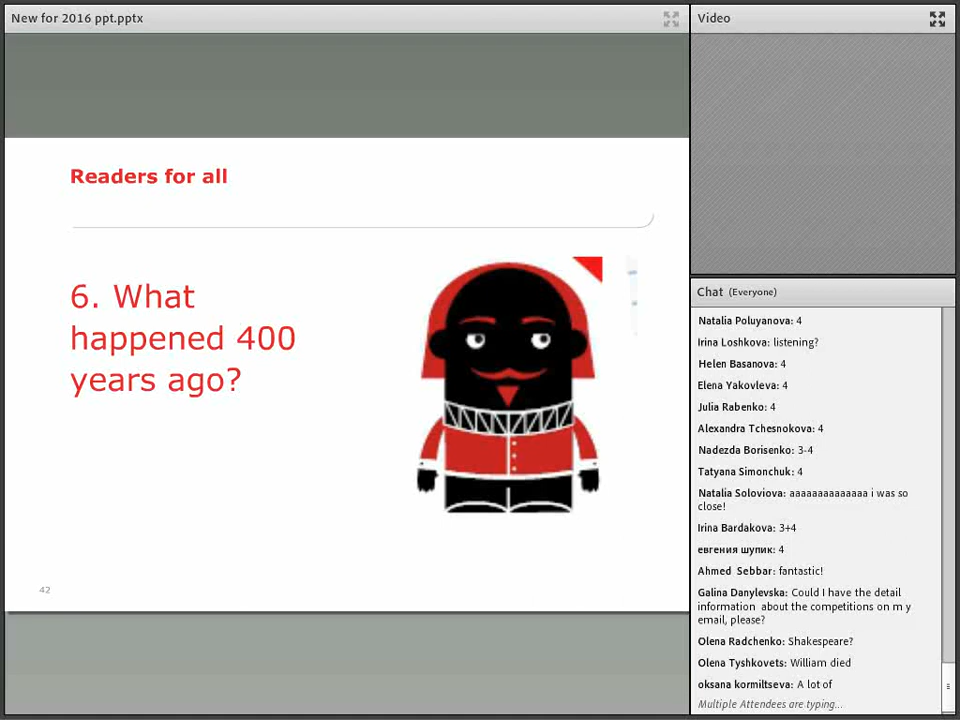 New for 2016 ppt.pptx
Readers for all
6. What
happened 400
years ago?
42
Video
Chat (Everyone)
Natalia Poluyanova: 4
Irina Loshkova: listening?
Helen Basanova: 4
Elena Yakovleva: 4
Julia Rabenko: 4
Alexandra Tchesnokova: 4
Nadezda Borisenko: 3-4
Tatyana Simonchuk: 4
Natalia Soloviova: aaaaaaaaaaaaaa i was so
close!
Irina Bardakova: 3+4
евгения шупик: 4
Ahmed Sebbar: fantastic!
Galina Danylevska: Could I have the detail
information about the competitions on m y
email, please?
Olena Radchenko: Shakespeare?
Olena Tyshkovets: William died
oksana kormiltseva: A lot of
Multiple Attendees are typing...